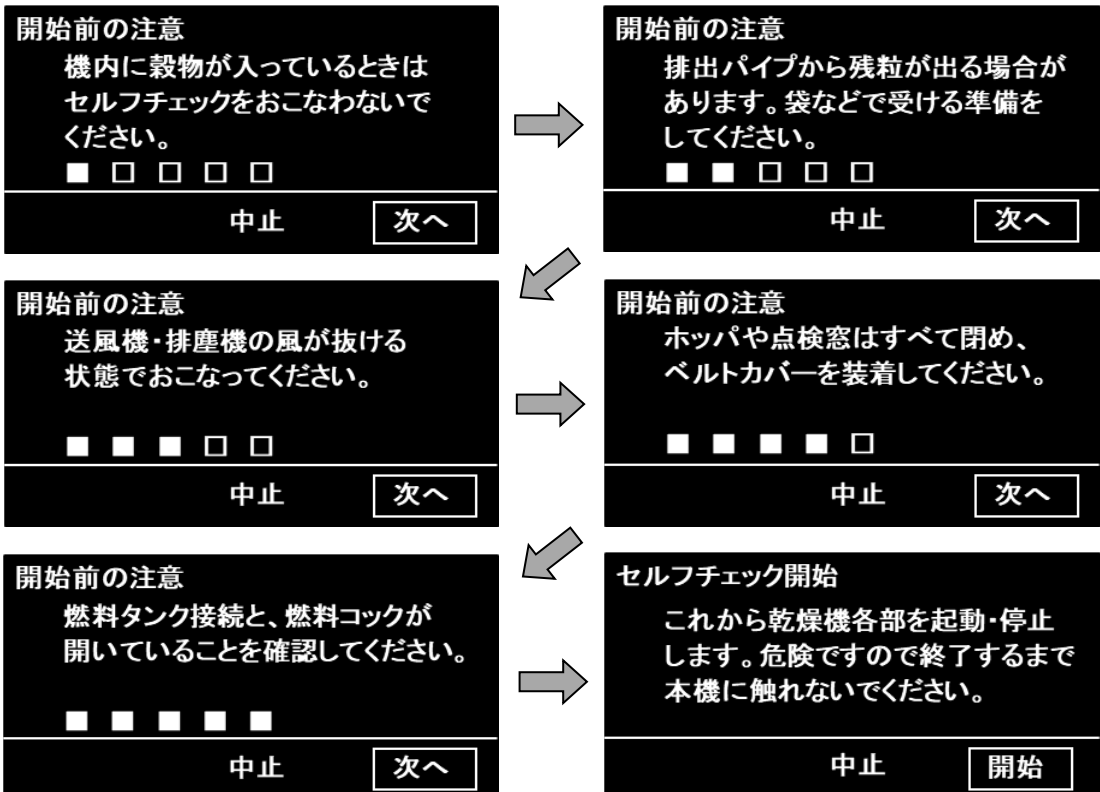 開始前の注意
機内に穀物が入っているときは
セルフチェックをおこなわないで
ください。
■ □ □ □ □
中止 次へ
開始前の注意
排出パイプから残粒が出る場合が
あります。袋などで受ける準備を
してください。
■ ■ □ □ □
中止 次へ
開始前の注意
送風機・排塵機の風が抜ける
状態でおこなってください。
■ ■ ■ □ □
中止 次へ
開始前の注意
ホッパや点検窓はすべて閉め、
ベルトカバーを装着してください。
■ ■ ■ ■ □
中止 次へ
開始前の注意
燃料タンク接続と、燃料コックが
開いていることを確認してください。
■ ■ ■ ■ ■
中止 次へ
セルフチェック開始
これから乾燥機各部を起動・停止
します。危険ですので終了するまで
本機に触れないでください。
中止 開始